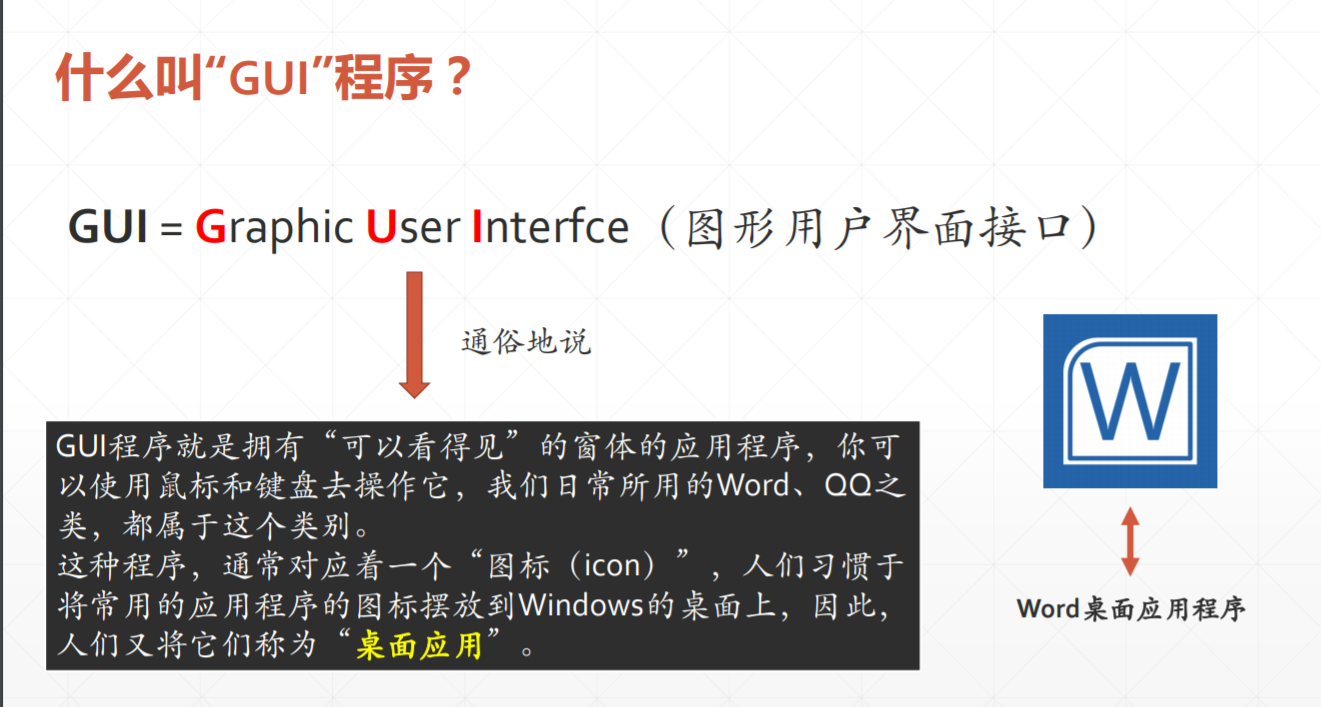 什么叫“GUI”程序？
GUI = Graphic User Interfce（图形用户界面接口）
通俗地说
W
GUI程序就是拥有“可以看得见”的窗体的应用程序，你可
以使用鼠标和键盘去操作它，我们日常所用的Word、QQ之
类，都属于这个类别。
这种程序，通常对应着一个“图标（icon）”，人们习惯于
将常用的应用程序的图标摆放到Windows的桌面上，因此，
人们又将它们称为“桌面应用”。
Word桌面应用程序